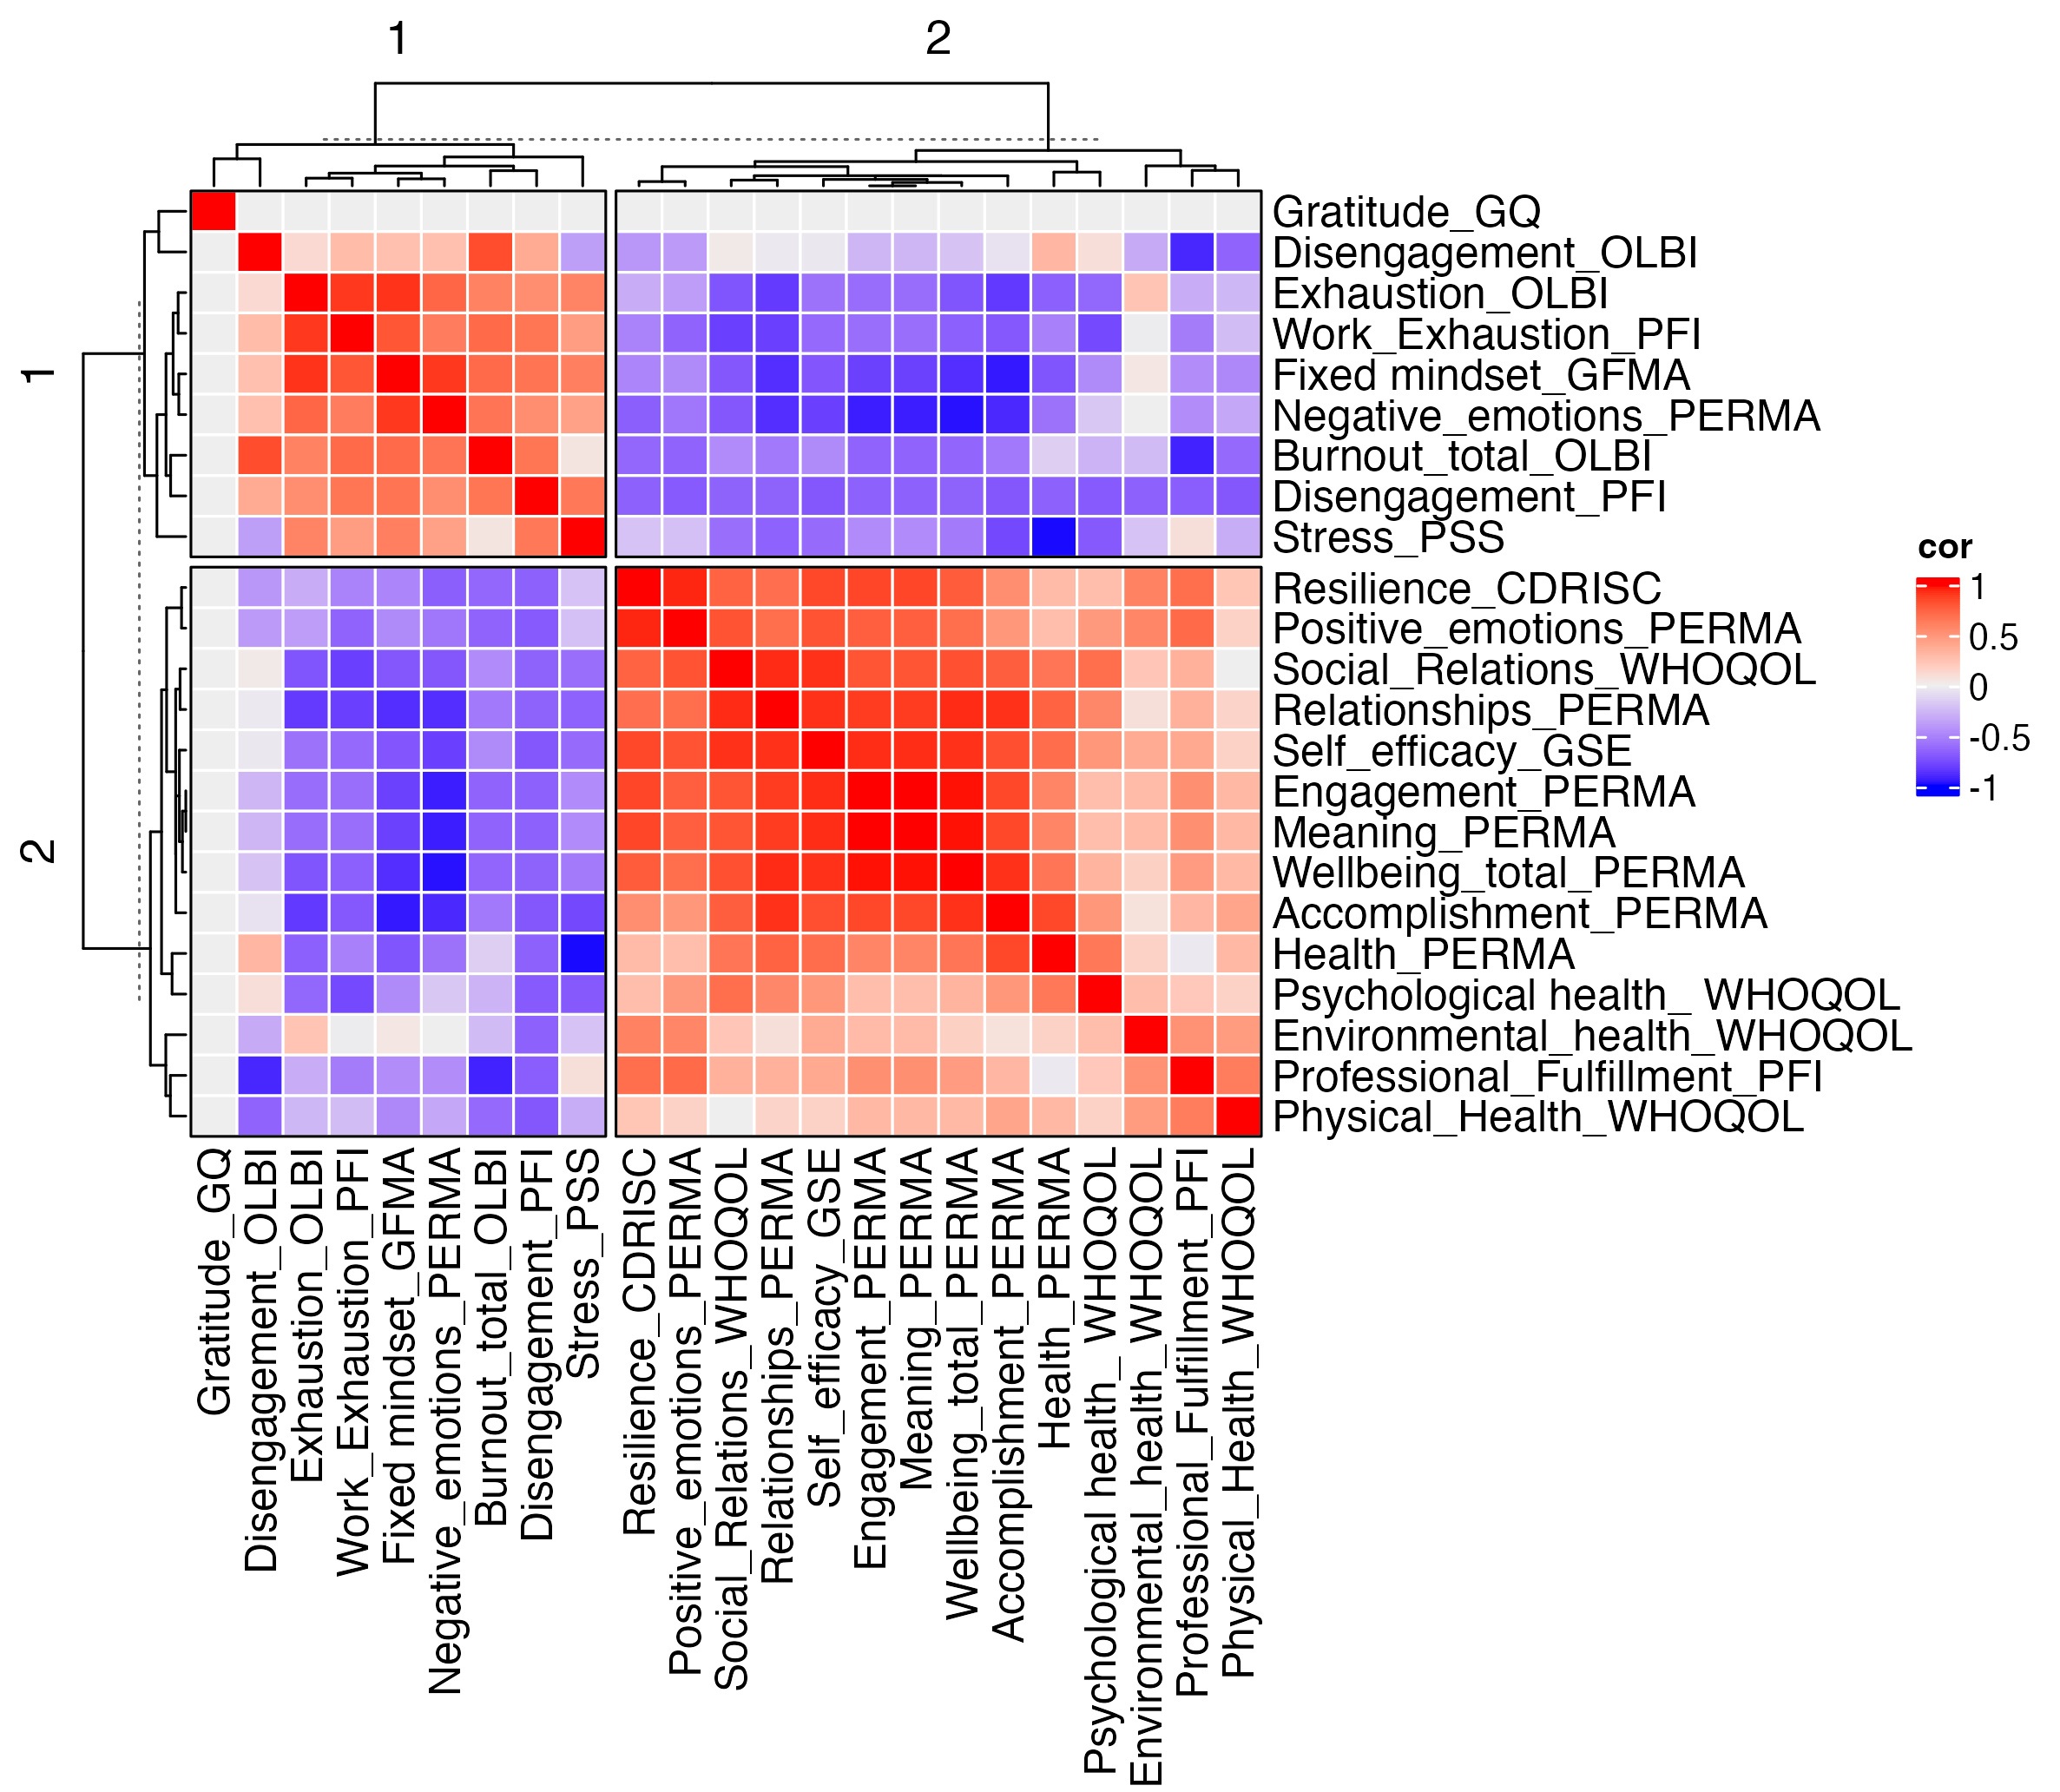 1
2
1
2
Gratitude_GQ
Disengagement_OLBI
Exhaustion_OLBI
Work_Exhaustion_PFI
Fixed mindset_GFMA
Negative_emotions_PERMA
Burnout_total_OLBI
Disengagement_PFI
Stress_PSS
Resilience_CDRISC
Positive_emotions_PERMA
Social_Relations_WHOQOL
Relationships_PERMA
Self_efficacy_GSE
Engagement_PERMA
Meaning_PERMA
Wellbeing_total_PERMA
Accomplishment_PERMA
Health_PERMA
Psychological health_ WHOQOL
Environmental_health_WHOQOL
Professional_Fulfillment_PFI
Physical_Health_WHOQOL
cor
1
0.5
0
-0.5
-1
Gratitude_GQ
Disengagement_OLBI
Exhaustion_OLBI
Work_Exhaustion_PFI
Fixed mindset_GFMA
Negative_emotions_PERMA
Burnout_total_OLBI
Disengagement_PFI
Stress_PSS
Resilience_CDRISC
Positive_emotions_PERMA
Social_Relations_WHOQOL
Relationships_PERMA
Self_efficacy_GSE
Engagement_PERMA
Meaning_PERMA
Wellbeing_total_PERMA
Accomplishment_PERMA
Health_PERMA
Psychological health_ WHOQOL
Environmental_health_WHOQOL
Professional_Fulfillment_PFI
Physical_Health_WHOQOL